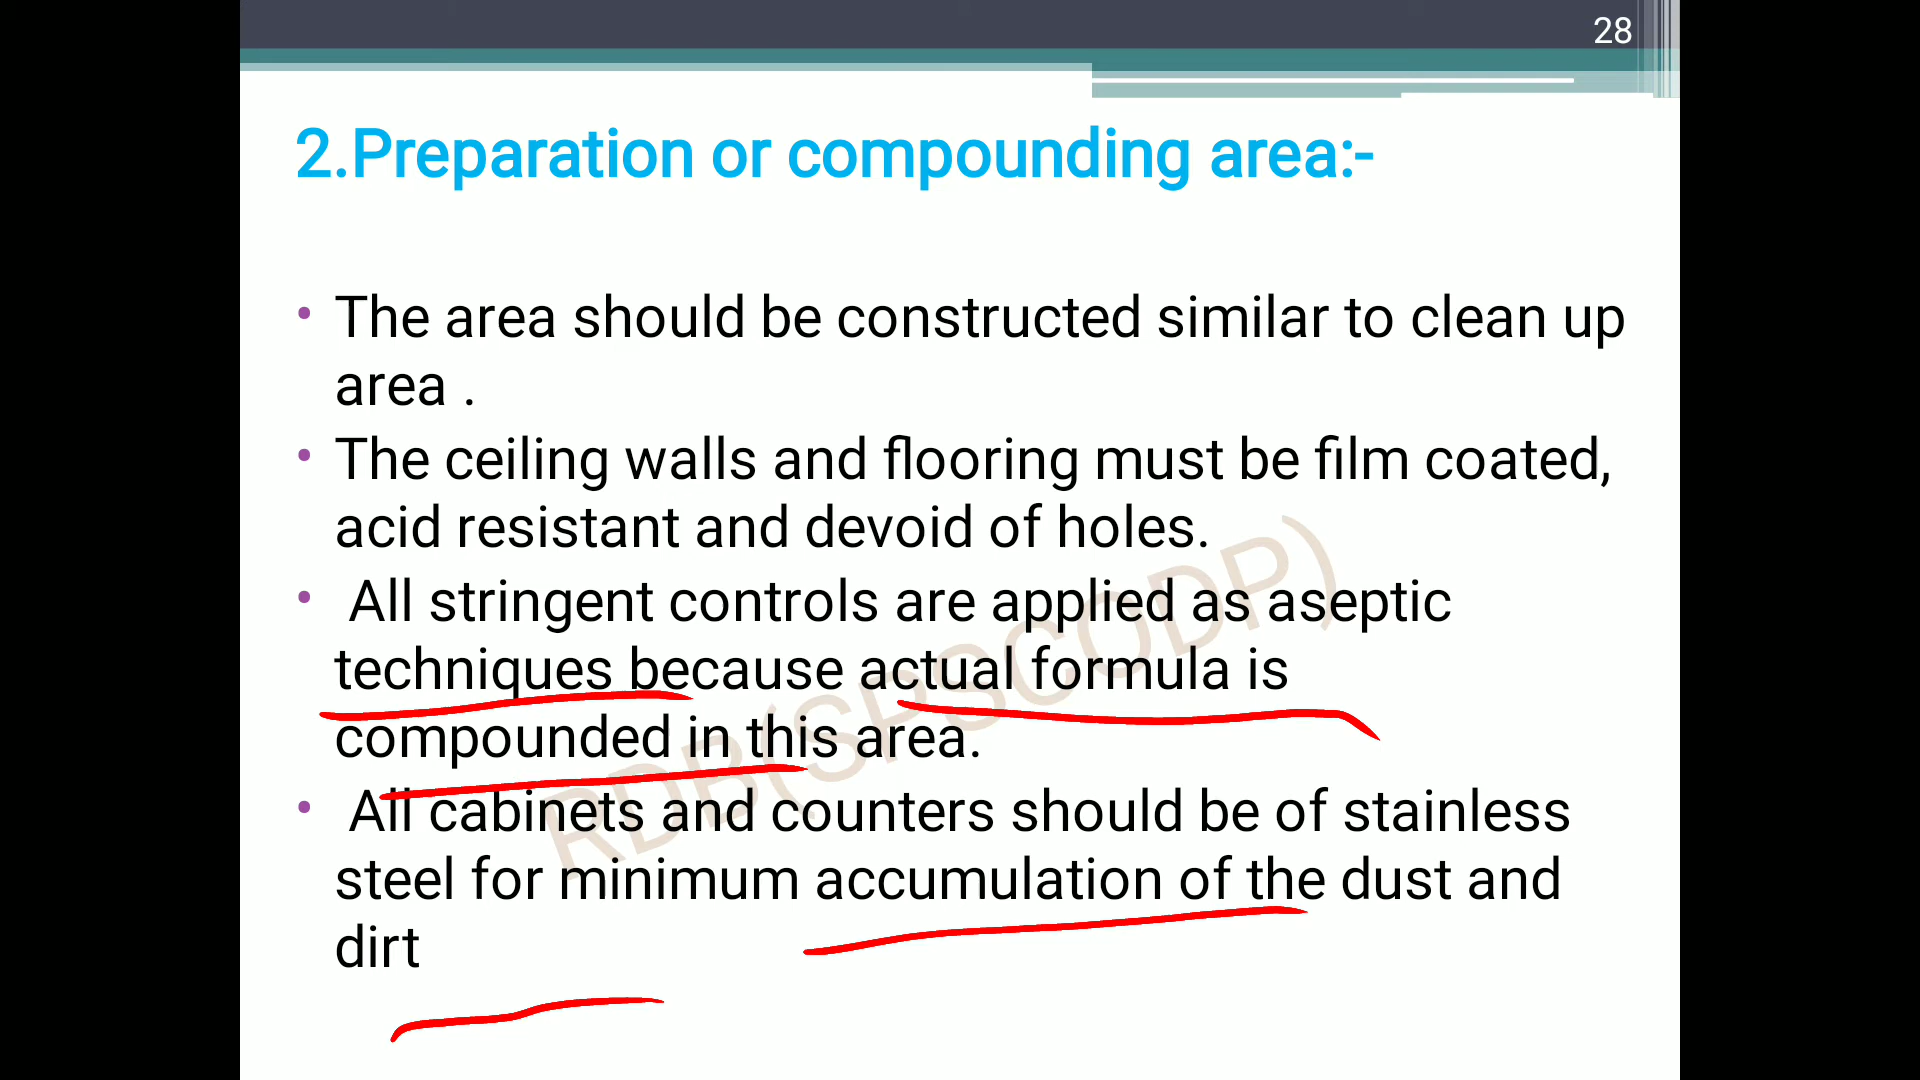 28
2.Preparation or compounding area:-
• The area should be constructed similar to clean up
area .
• The ceiling walls and flooring must be film coated,
acid resistant and devoid of holes.
• All stringent controls are applied as aseptic
techniques because actual formula is
compounded in this area.
• All cabinets and counters should be of stainless
steel for minimum accumulation of the dust and
dirt
RDB(SPSCODP)